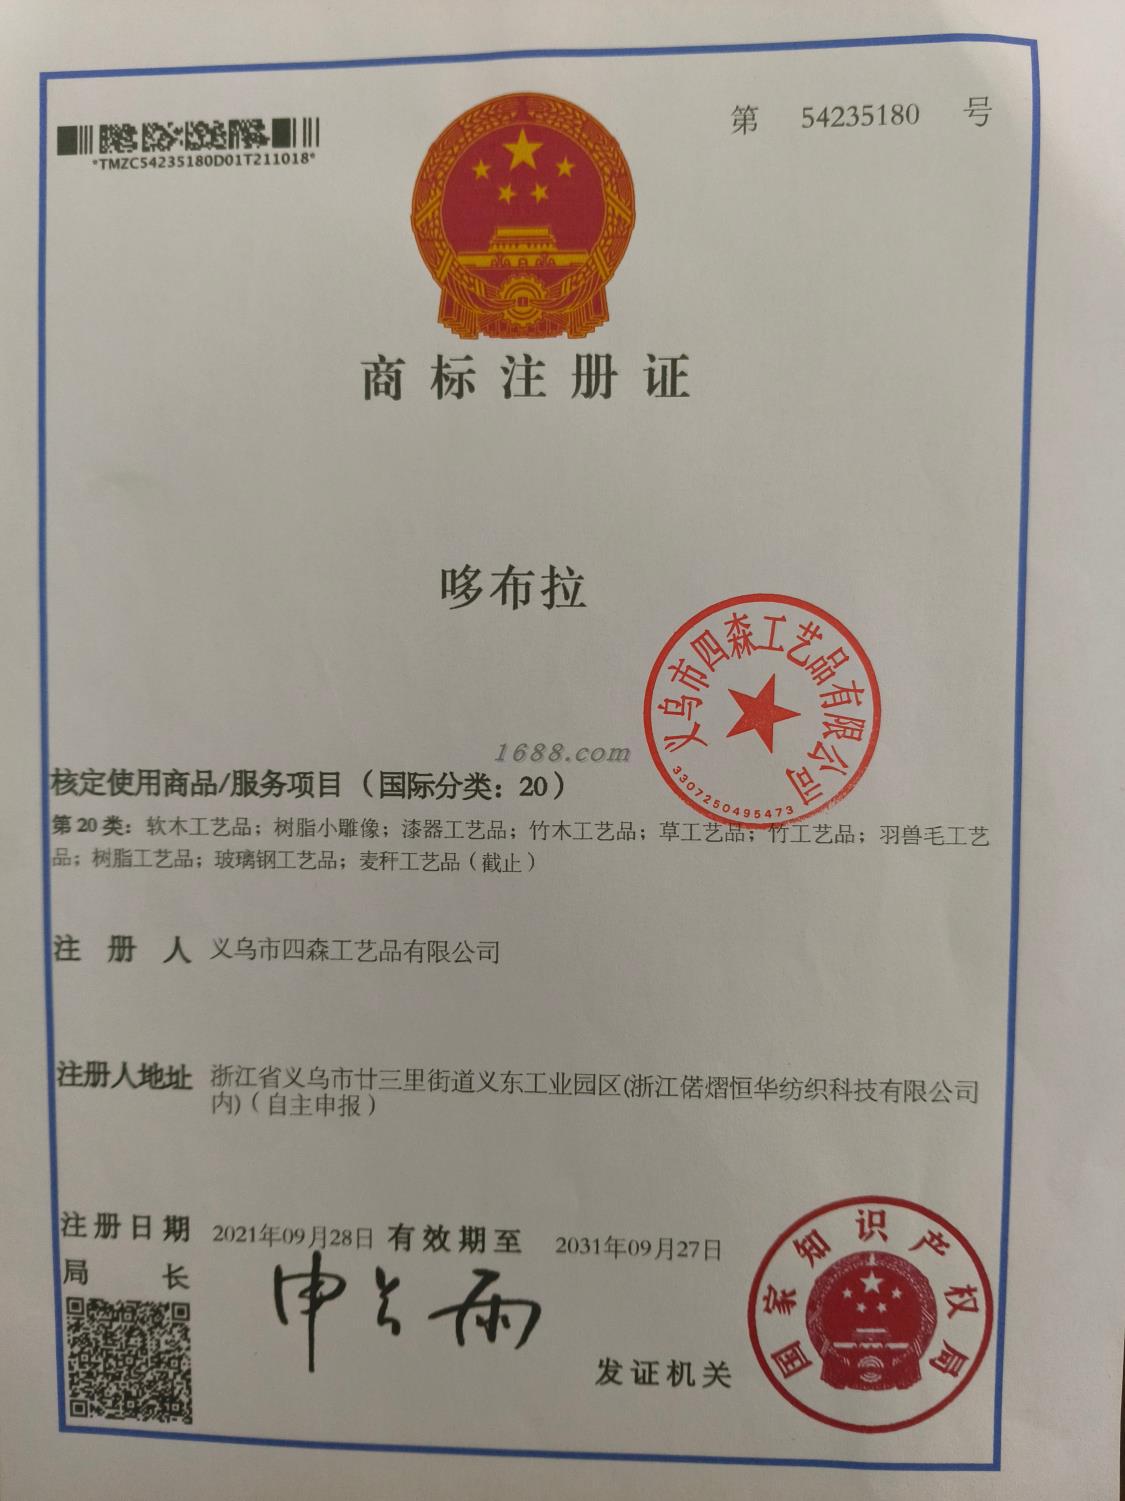 第 54235180 号
*TMZC54235180D01T211018*
商标注册证
哆布拉
义乌市四森工艺品有限公司
3307250495473
1688.com
核定使用商品/服务项目（国际分类：20）
第20类：软木工艺品；树脂小雕像；漆器工艺品；竹木工艺品；草工艺品；竹工艺品；羽兽毛工艺
品；树脂工艺品；玻璃钢工艺品；麦秆工艺品（截止）
注册人 义乌市四森工艺品有限公司
注册人地址 浙江省义乌市廿三里街道义东工业园区(浙江偌熠恒华纺织科技有限公司
内)（自主申报）
注册日期 2021年09月28日 有效期至 2031年09月27日
局长 申长雨
发证机关
国家知识产权局